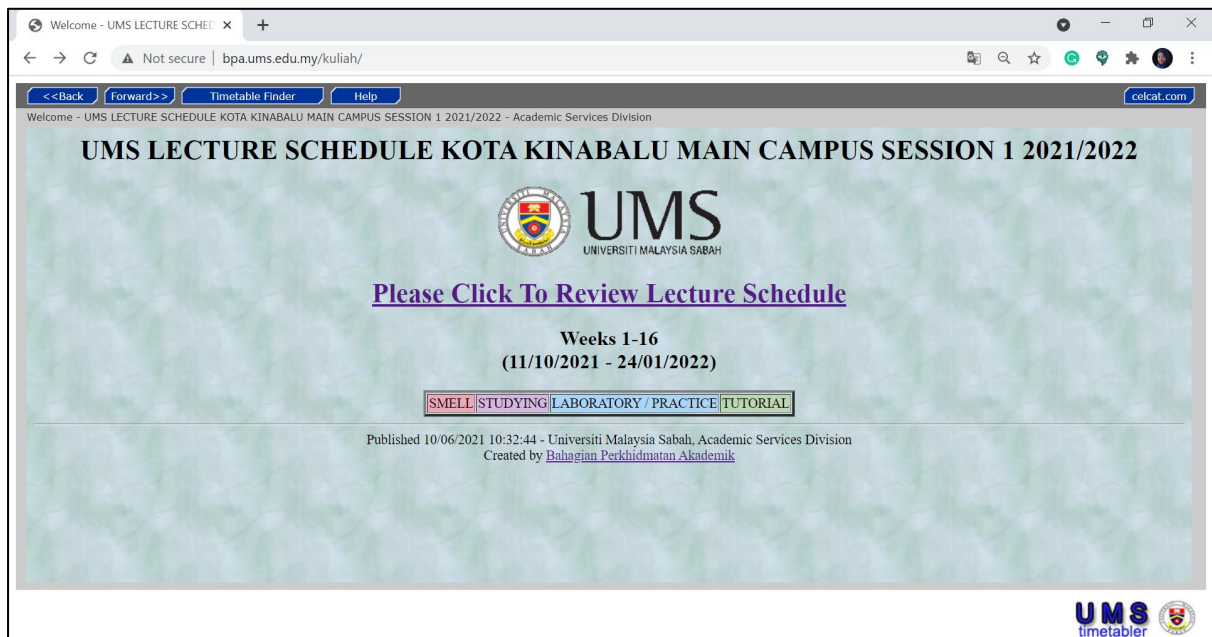 Welcome - UMS LECTURE SCHED
Not secure | bpa.ums.edu.my/kuliah/
<<Back Forward>> Timetable Finder Help celcat.com
Welcome - UMS LECTURE SCHEDULE KOTA KINABALU MAIN CAMPUS SESSION 1 2021/2022 - Academic Services Division
UMS LECTURE SCHEDULE KOTA KINABALU MAIN CAMPUS SESSION 1 2021/2022
UMS
UNIVERSITI MALAYSIA SABAH
Please Click To Review Lecture Schedule
Weeks 1-16
(11/10/2021 - 24/01/2022)
SMELL STUDYING LABORATORY / PRACTICE TUTORIAL
Published 10/06/2021 10:32:44 - Universiti Malaysia Sabah, Academic Services Division
Created by Bahagian Perkhidmatan Akademik
UMS
timetabler